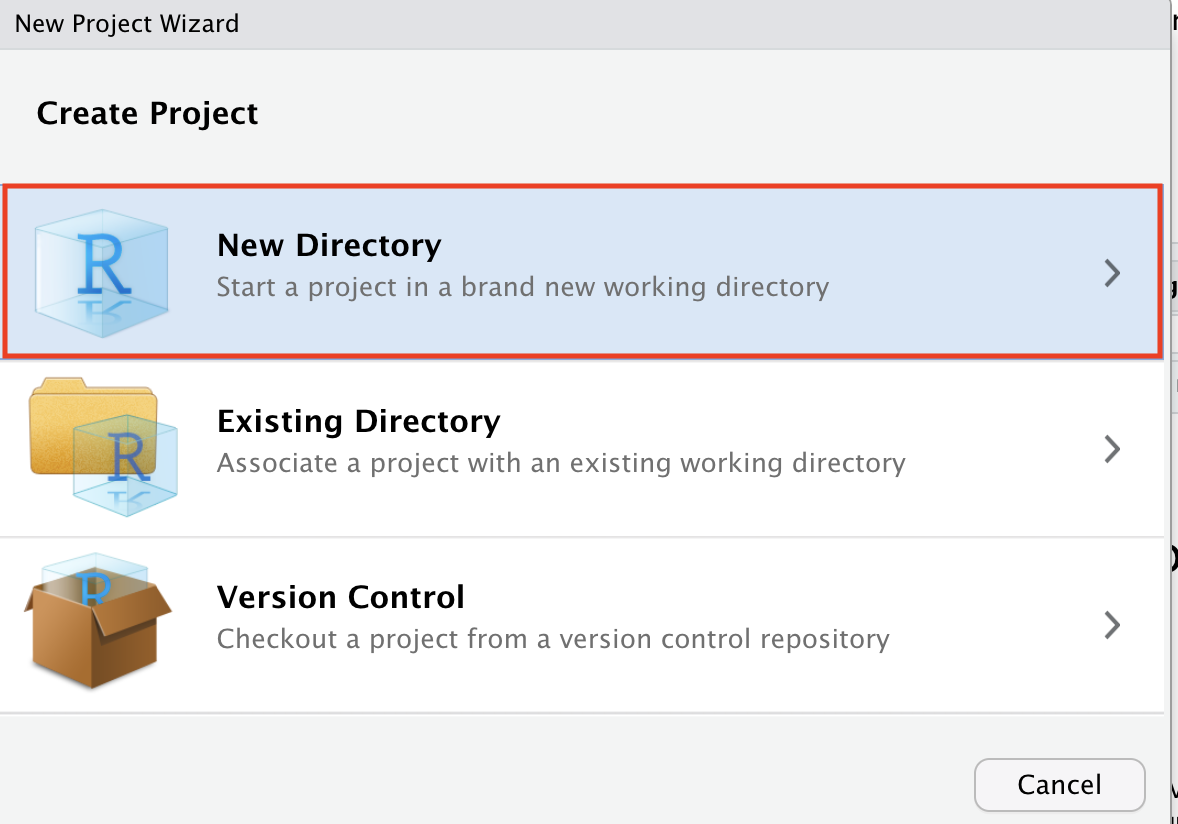 New Project Wizard
Create Project
R
New Directory
Start a project in a brand new working directory
R
Existing Directory
Associate a project with an existing working directory
R
Version Control
Checkout a project from a version control repository
Cancel